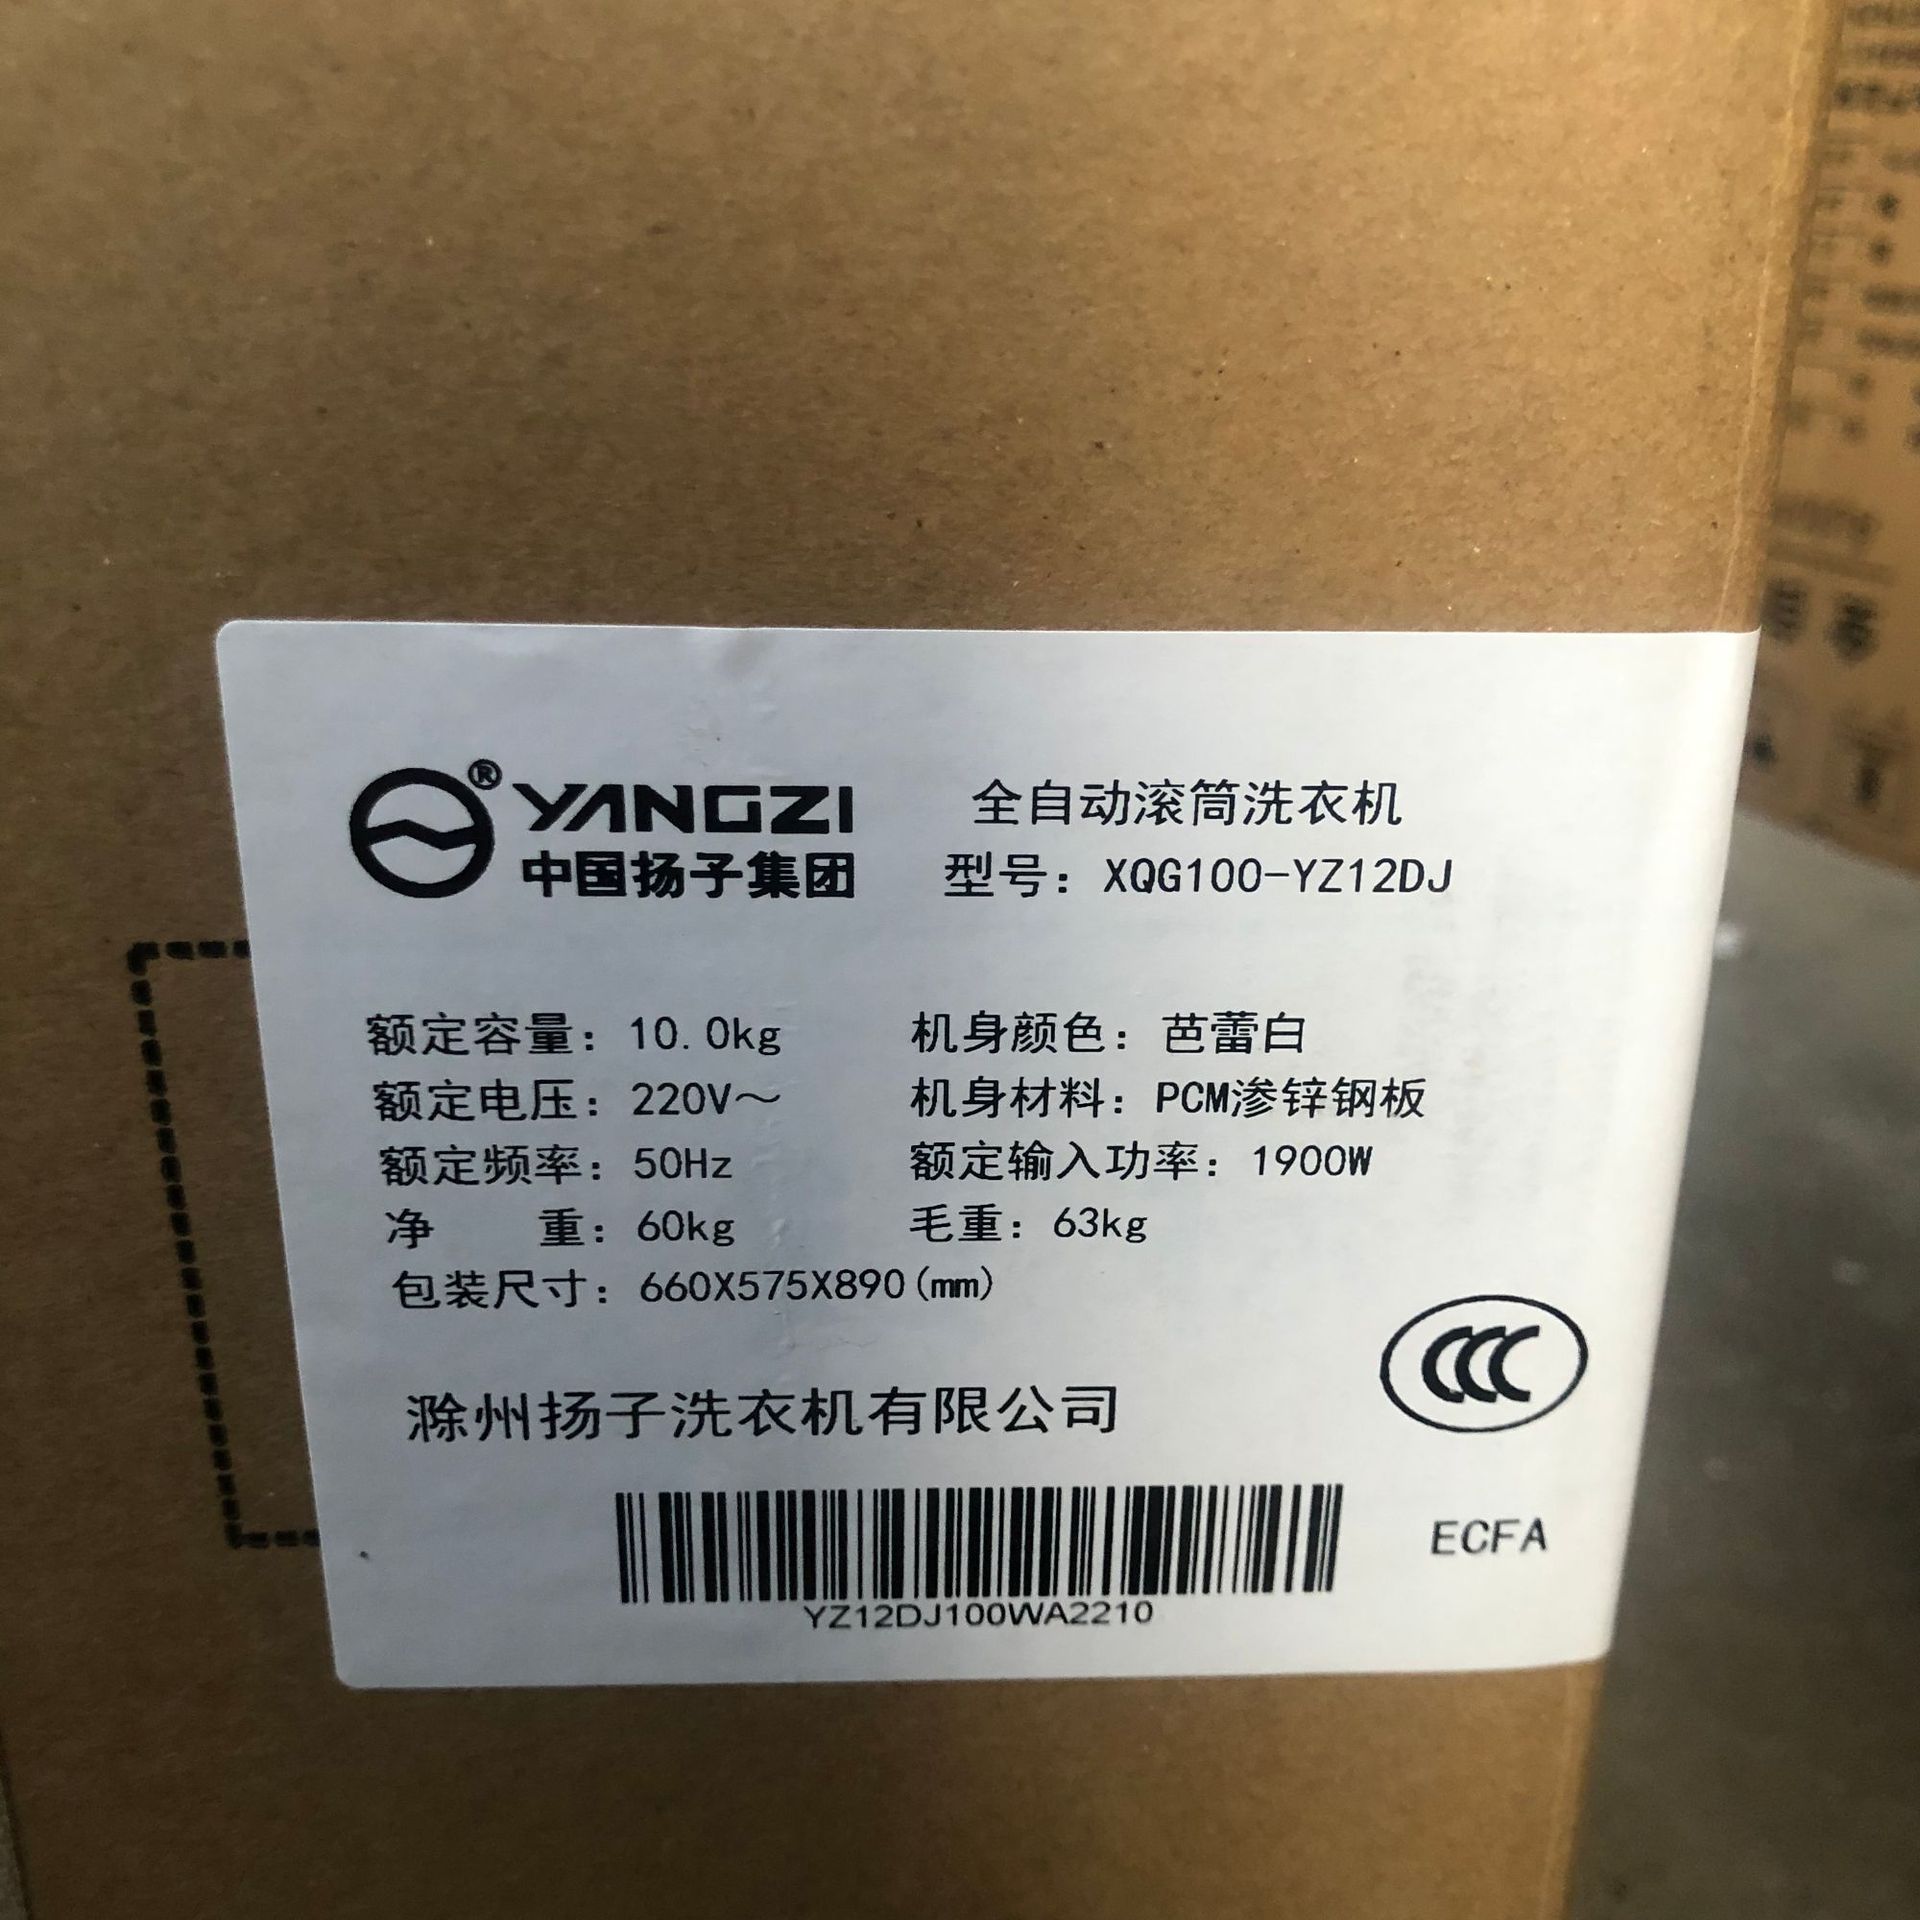 YANGZI®
中国扬子集团
全自动滚筒洗衣机
型号：XQG100-YZ12DJ
额定容量：10.0kg
机身颜色：芭蕾白
额定电压：220V～
机身材料：PCM渗锌钢板
额定频率：50Hz
额定输入功率：1900W
净 重：60kg
毛重：63kg
包装尺寸：660X575X890(mm)
滁州扬子洗衣机有限公司
CCC
ECFA
YZ12DJ100WA2210